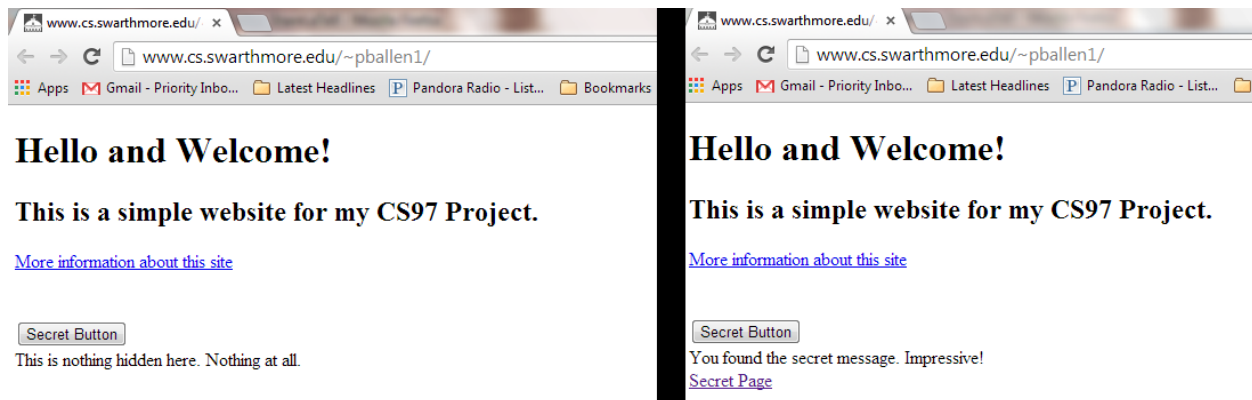 www.cs.swarthmore.edu/
www.cs.swarthmore.edu/~pballen1/
Apps Gmail - Priority Inbo... Latest Headlines Pandora Radio - List... Bookmarks
Hello and Welcome!
This is a simple website for my CS97 Project.
More information about this site
Secret Button
This is nothing hidden here. Nothing at all.
www.cs.swarthmore.edu/
www.cs.swarthmore.edu/~pballen1/
Apps Gmail - Priority Inbo... Latest Headlines Pandora Radio - List...
Hello and Welcome!
This is a simple website for my CS97 Project.
More information about this site
Secret Button
You found the secret message. Impressive!
Secret Page